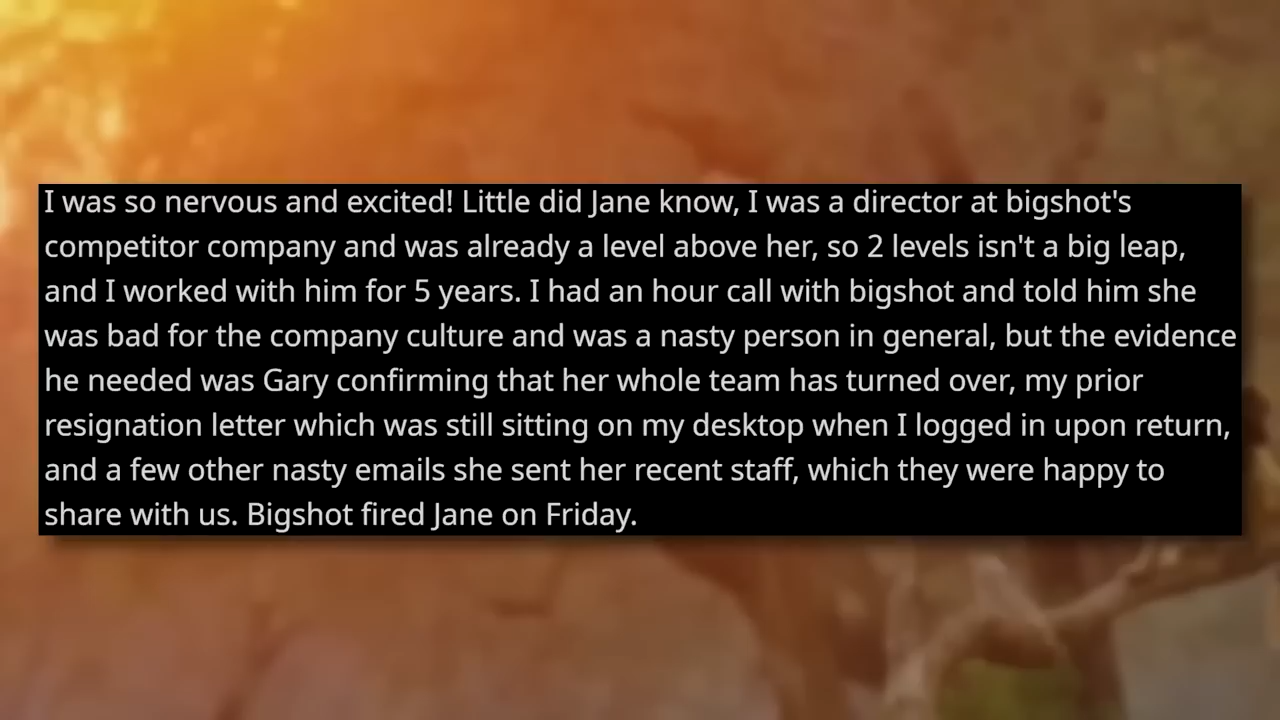 I was so nervous and excited! Little did Jane know, I was a director at bigshot's
competitor company and was already a level above her, so 2 levels isn't a big leap,
and I worked with him for 5 years. I had an hour call with bigshot and told him she
was bad for the company culture and was a nasty person in general, but the evidence
he needed was Gary confirming that her whole team has turned over, my prior
resignation letter which was still sitting on my desktop when I logged in upon return,
and a few other nasty emails she sent her recent staff, which they were happy to
share with us. Bigshot fired Jane on Friday.